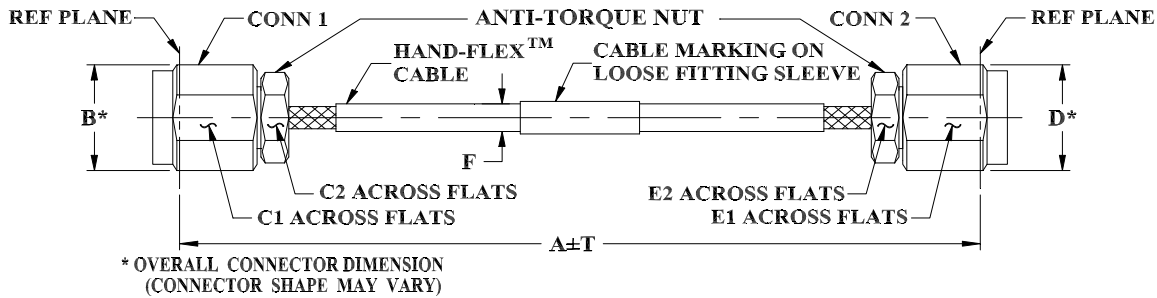 REF PLANE
CONN 1
ANTI-TORQUE NUT
CONN 2
REF PLANE
HAND-FLEX™
CABLE
CABLE MARKING ON
LOOSE FITTING SLEEVE
B*
D*
F
C2 ACROSS FLATS
E2 ACROSS FLATS
C1 ACROSS FLATS
E1 ACROSS FLATS
A±T
* OVERALL CONNECTOR DIMENSION
(CONNECTOR SHAPE MAY VARY)